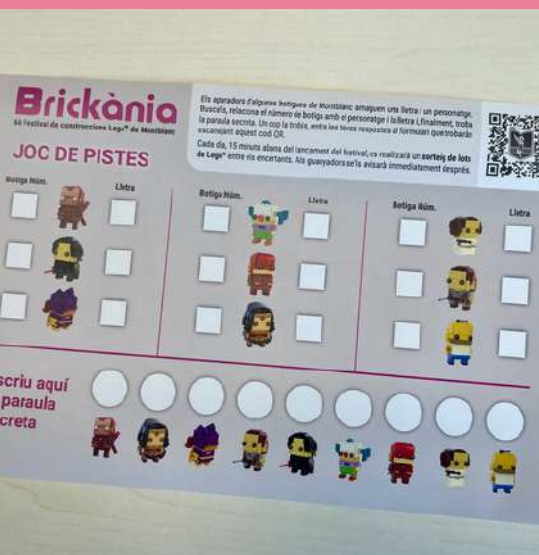 Brickània
6è Festival de construccions Lego® de Montblanc
Els aparadors d'algunes botigues de Montblanc amaguen una lletra i un personatge.
Busca'ls, relaciona el número de botiga amb el personatge i la lletra i, finalment, troba
la paraula secreta. Un cop la trobis, entra les teves respostes al formulari que trobaràs
escanejant aquest codi QR.
Cada dia, 15 minuts abans del llançament del festival, es realitzarà un sorteig de lots
de Lego® entre els encertants. Als guanyadors se'ls avisarà immediatament després.
JOC DE PISTES
Botiga Núm.
Lletra
Botiga Núm.
Lletra
Botiga Núm.
Lletra
scriu aquí
paraula
creta